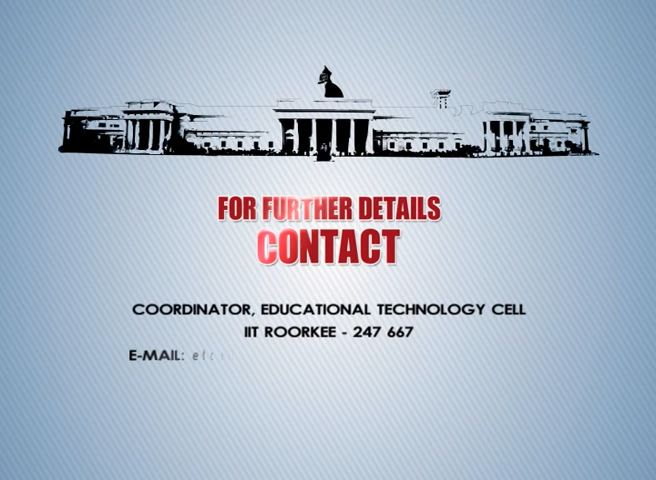 FOR FURTHER DETAILS
CONTACT
COORDINATOR, EDUCATIONAL TECHNOLOGY CELL
IIT ROORKEE - 247 667
E-MAIL: